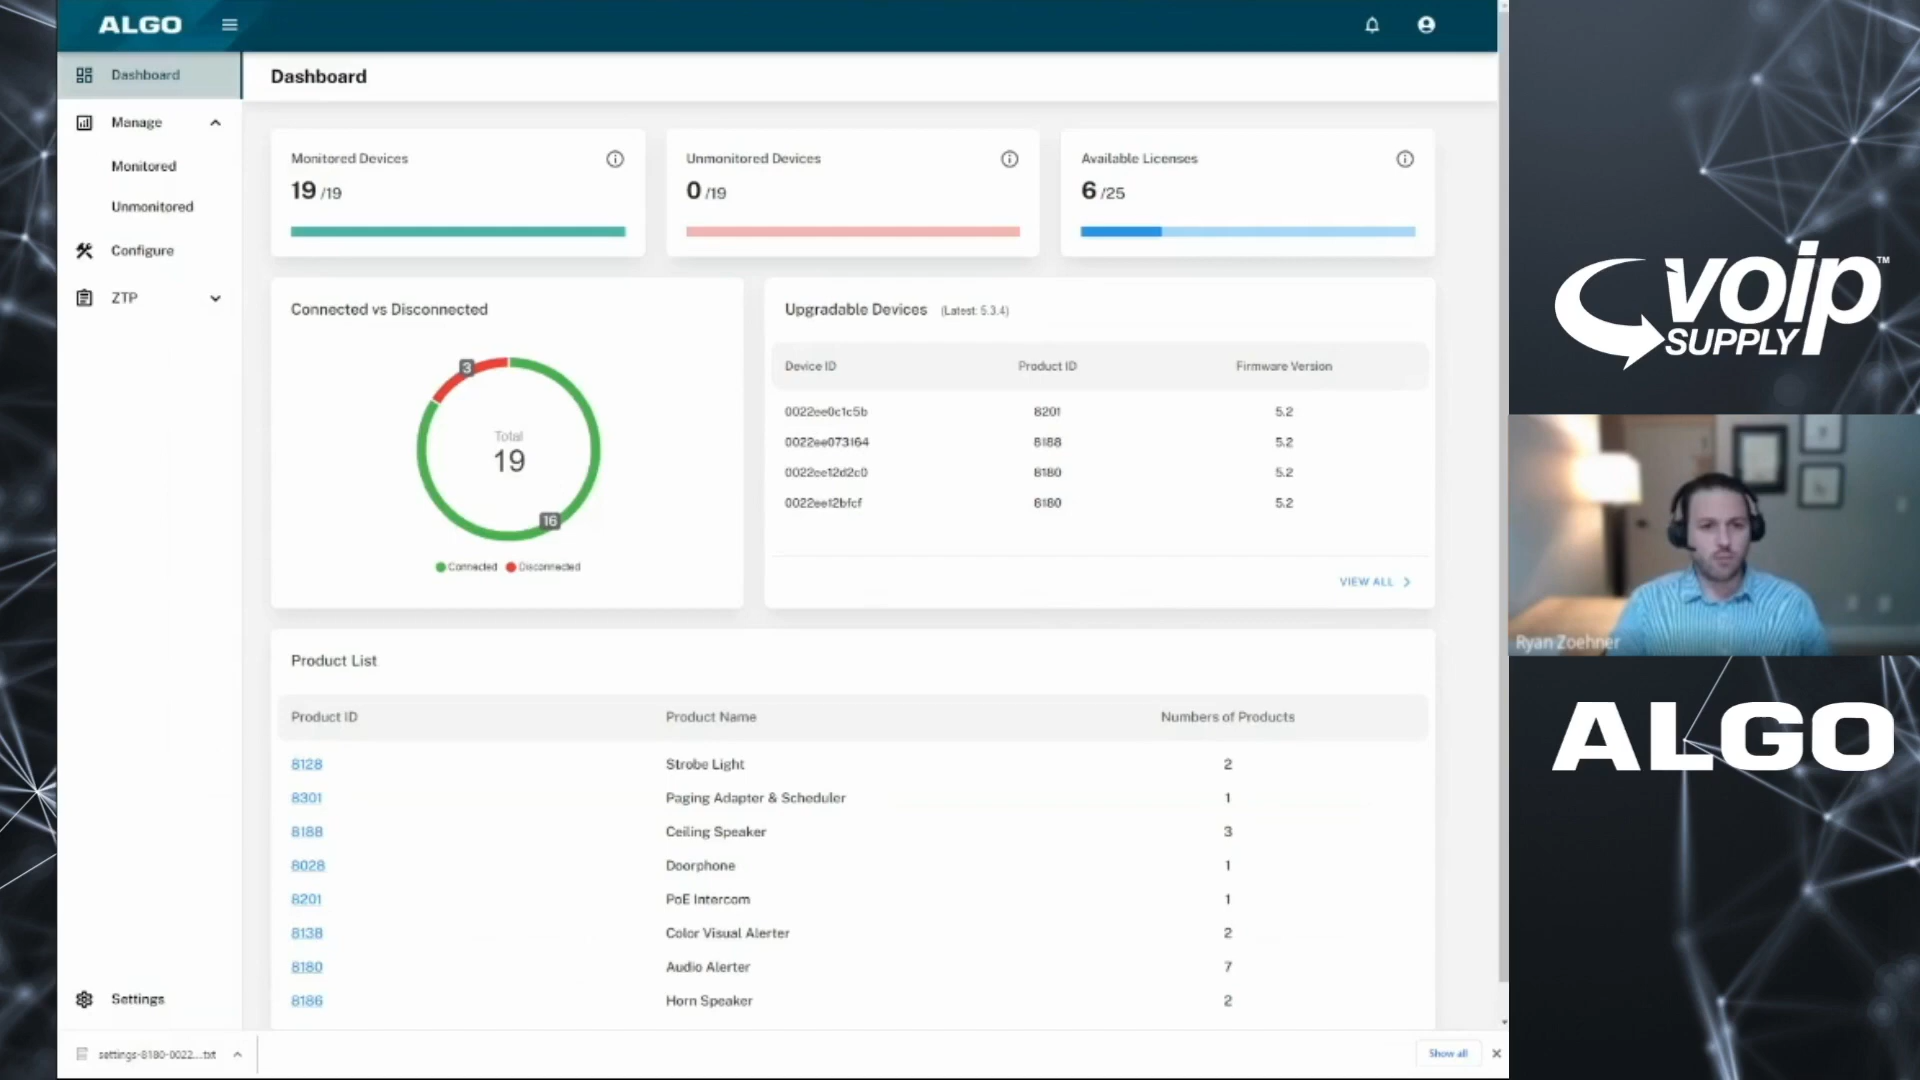 ALGO
Dashboard
Dashboard
Manage
Monitored
Unmonitored
Configure
ZTP
Settings
Monitored Devices
19 /19
Unmonitored Devices
0 /19
Available Licenses
6 /25
Connected vs Disconnected
3
Total
19
16
Connected Disconnected
Upgradable Devices (Latest: 5.3.4)
Device ID Product ID Firmware Version
0022ee0c1c5b 8201 5.2
0022ee073164 8188 5.2
0022ee12d2c0 8180 5.2
0022ee12bfcf 8180 5.2
VIEW ALL
Product List
Product ID Product Name Numbers of Products
8128 Strobe Light 2
8301 Paging Adapter & Scheduler 1
8188 Ceiling Speaker 3
8028 Doorphone 1
8201 PoE Intercom 1
8138 Color Visual Alerter 2
8180 Audio Alerter 7
8186 Horn Speaker 2
settings-8180-0022....txt
Show all
voip™
SUPPLY
Ryan Zoehner
ALGO